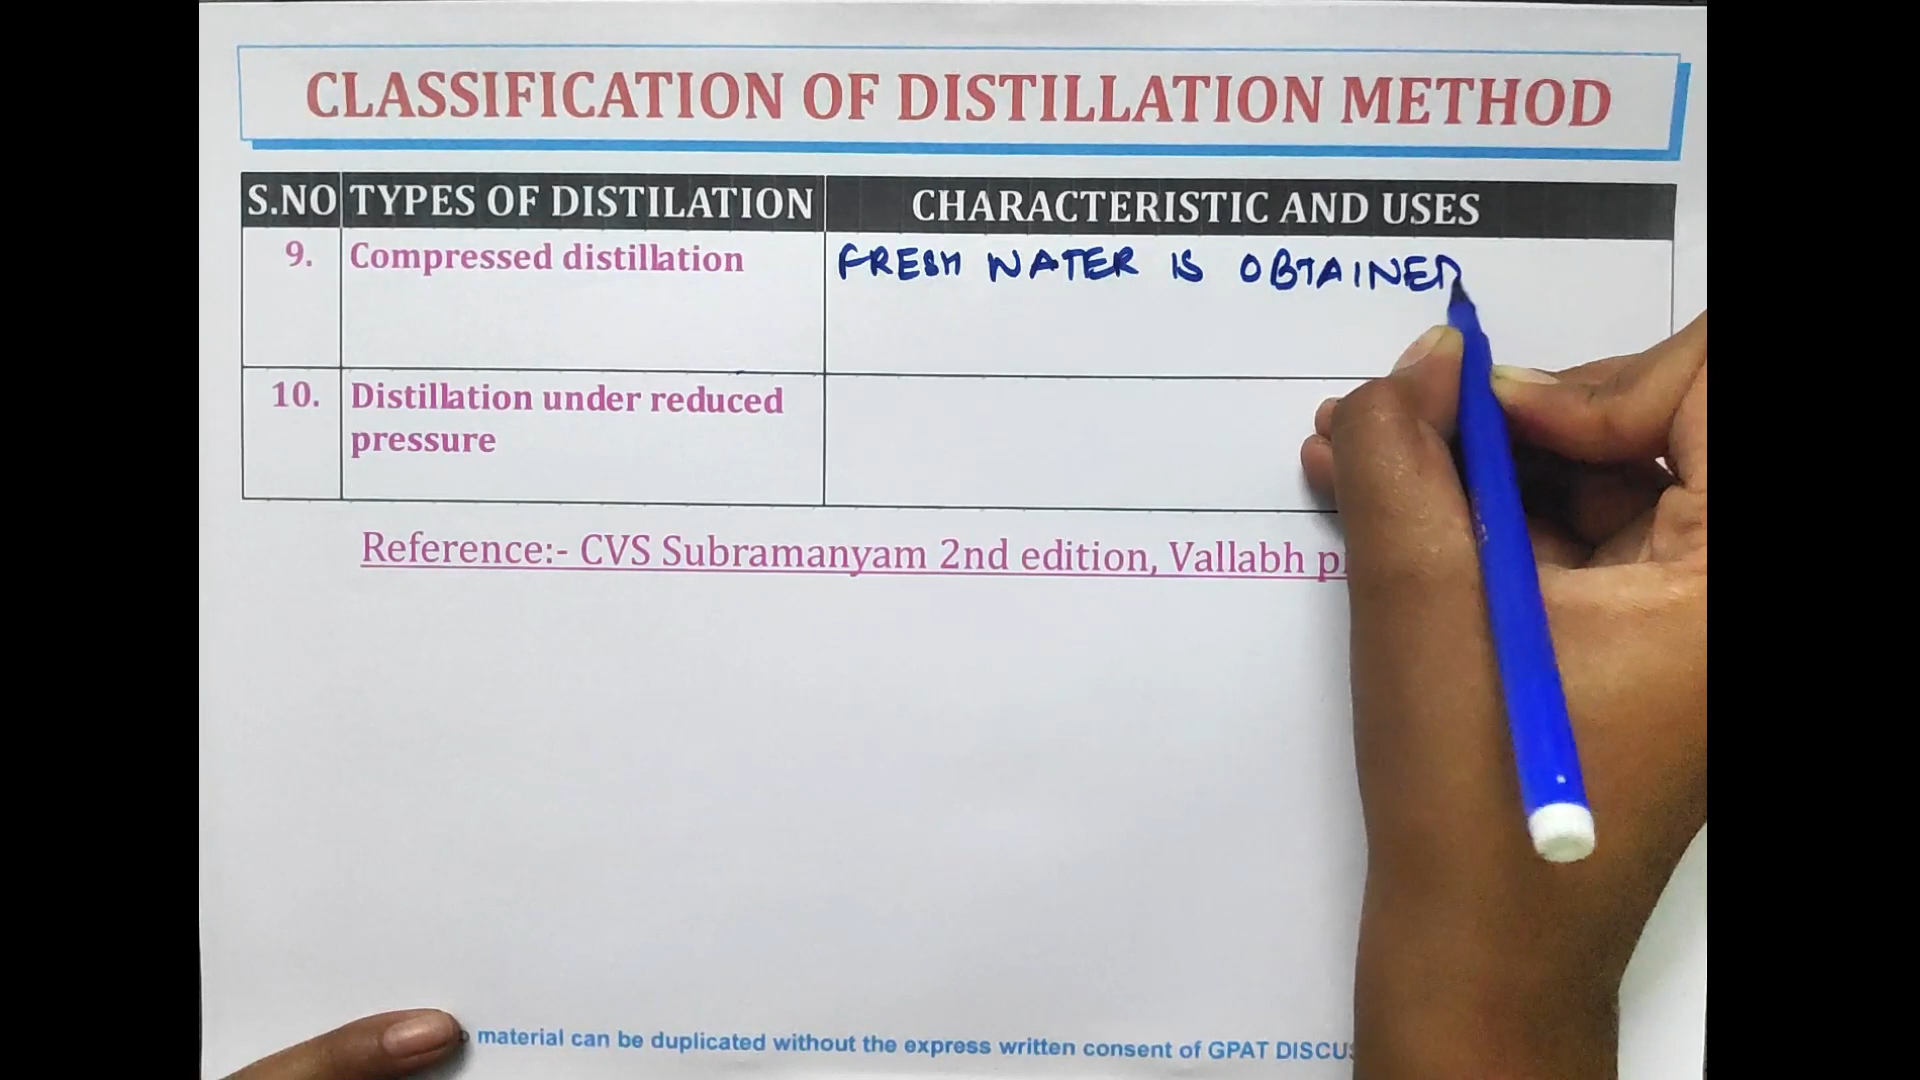 CLASSIFICATION OF DISTILLATION METHOD
S.NO TYPES OF DISTILATION CHARACTERISTIC AND USES
9. Compressed distillation FRESH WATER IS OBTAINED
10. Distillation under reduced
pressure
Reference:- CVS Subramanyam 2nd edition, Vallabh
material can be duplicated without the express written consent of GPAT